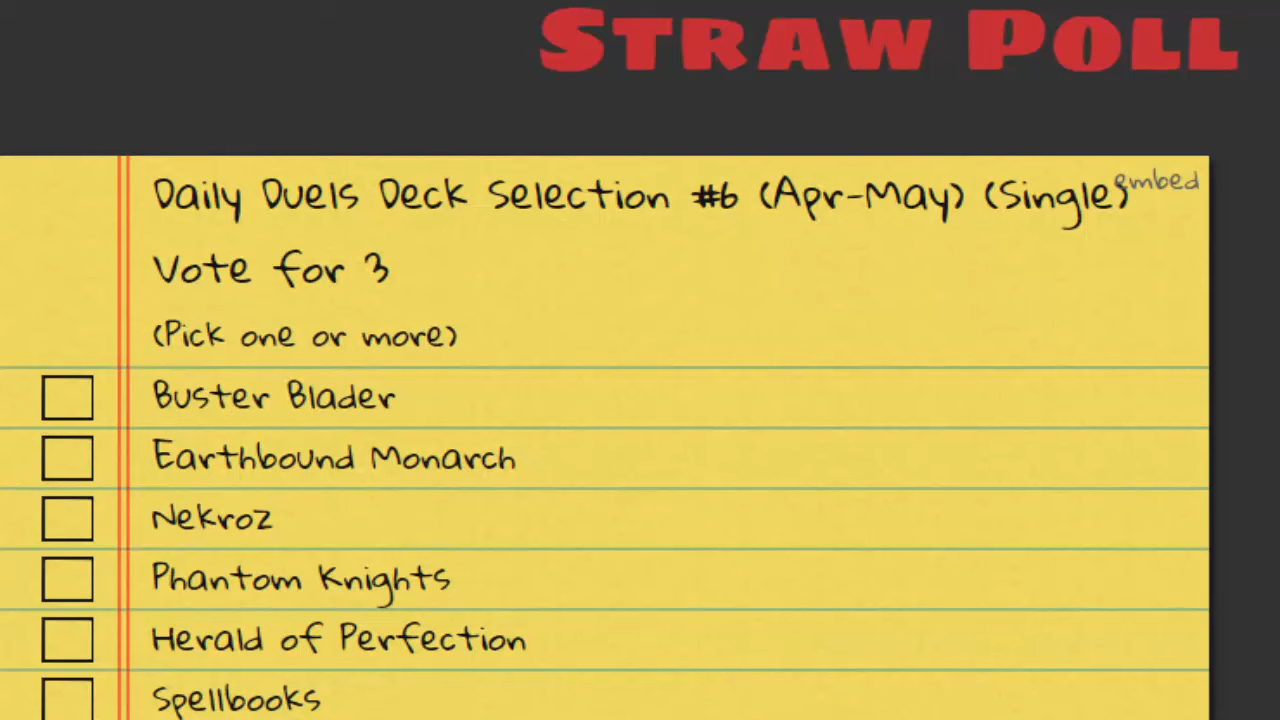 Straw Poll
Daily Duels Deck Selection #6 (Apr-May) (Single)
embed
Vote for 3
(Pick one or more)
Buster Blader
Earthbound Monarch
Nekroz
Phantom Knights
Herald of Perfection
Spellbooks